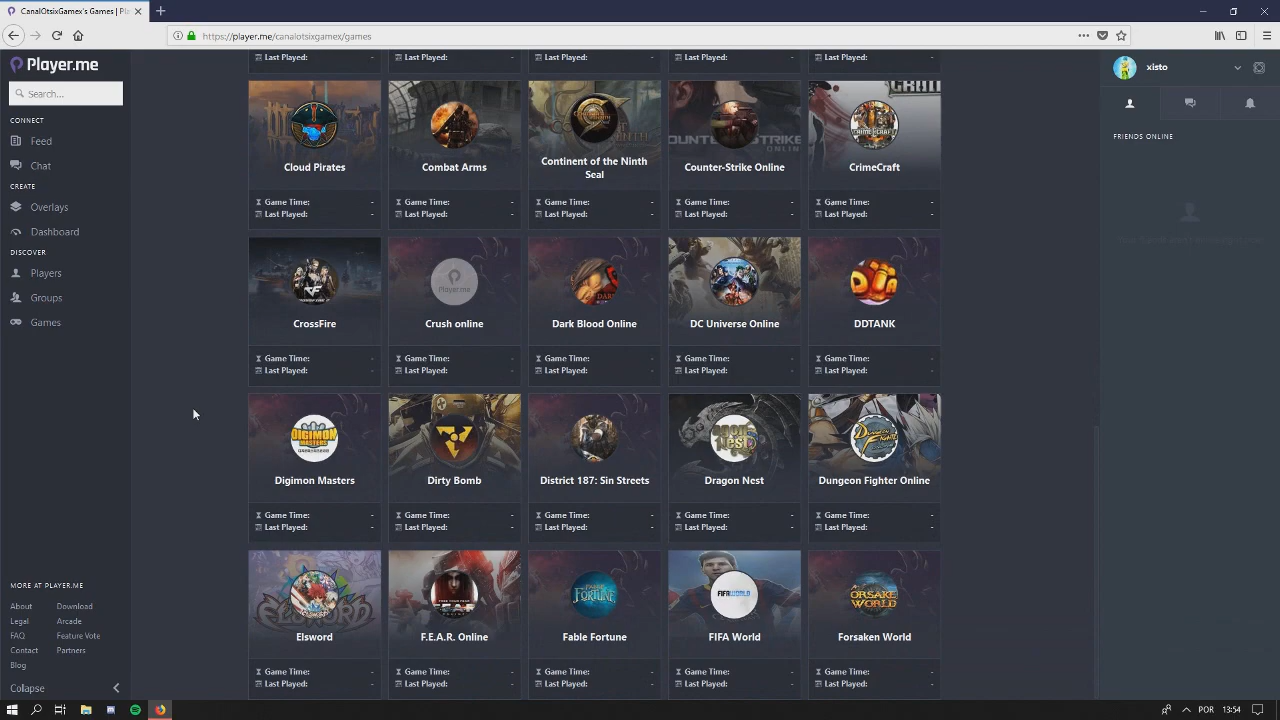 CanalOtsixGamex's Games | Pla
https://player.me/canalotsixgamex/games
Player.me
Search...
CONNECT
Feed
Chat
CREATE
Overlays
Dashboard
DISCOVER
Players
Groups
Games
MORE AT PLAYER.ME
About Download
Legal Arcade
FAQ Feature Vote
Contact Partners
Blog
Collapse
Last Played: Last Played: Last Played: Last Played: Last Played:
Cloud Pirates Combat Arms Continent of the Ninth Seal Counter-Strike Online CrimeCraft
Game Time: - Game Time: - Game Time: - Game Time: - Game Time: -
Last Played: - Last Played: - Last Played: - Last Played: - Last Played: -
Player.me
CrossFire Crush online Dark Blood Online DC Universe Online DDTANK
Game Time: - Game Time: - Game Time: - Game Time: - Game Time: -
Last Played: - Last Played: - Last Played: - Last Played: - Last Played: -
Digimon Masters Dirty Bomb District 187: Sin Streets Dragon Nest Dungeon Fighter Online
Game Time: - Game Time: - Game Time: - Game Time: - Game Time: -
Last Played: - Last Played: - Last Played: - Last Played: - Last Played: -
Elsword F.E.A.R. Online Fable Fortune FIFA World Forsaken World
Game Time: - Game Time: - Game Time: - Game Time: - Game Time: -
Last Played: - Last Played: - Last Played: - Last Played: - Last Played: -
xisto
FRIENDS ONLINE
POR 13:54